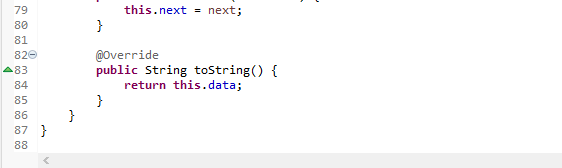 79 this.next = next;
80 }
81
82 @Override
83 public String toString() {
84 return this.data;
85 }
86 }
87 }
88